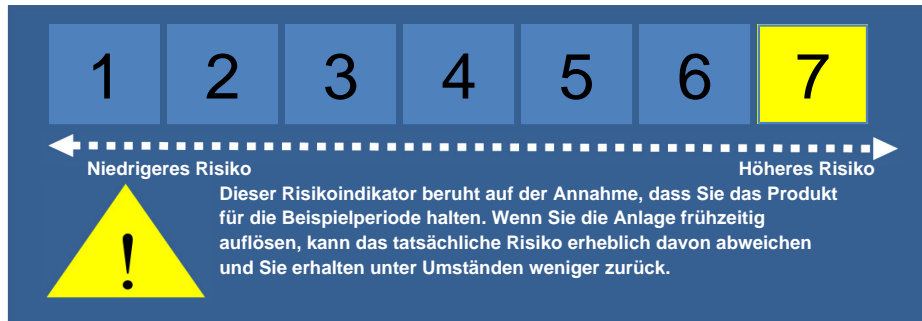 1 2 3 4 5 6 7
Niedrigeres Risiko Höheres Risiko
Dieser Risikoindikator beruht auf der Annahme, dass Sie das Produkt
für die Beispielperiode halten. Wenn Sie die Anlage frühzeitig
auflösen, kann das tatsächliche Risiko erheblich davon abweichen
und Sie erhalten unter Umständen weniger zurück.
!